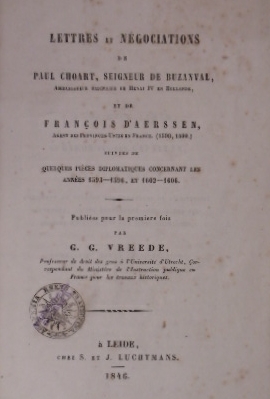 LETTRES ET NÉGOCIATIONS
DE
PAUL CHOART, SEIGNEUR DE BUZANVAL,
AMBASSADEUR ORDINAIRE DE HENRI IV EN HOLLANDE,
ET DE
FRANÇOIS D'AERSSEN,
AGENT DES PROVINCES-UNIES EN FRANCE. (1598, 1599.)
SUIVIES DE
QUELQUES PIÈCES DIPLOMATIQUES CONCERNANT LES
ANNÉES 1593—1596, ET 1602—1606.
Publiées pour la première fois
PAR
G. G. VREEDE,
Professeur de droit des gens à l'Université d'Utrecht, Cor-
respondant du Ministère de l'Instruction publique en
France pour les travaux historiques.
à LEIDE,
CHEZ S. ET J. LUCHTMANS.
1846.